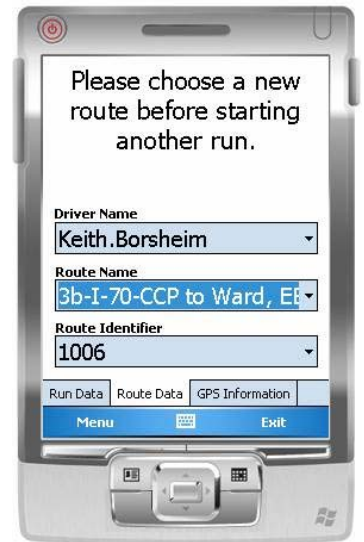 Please choose a new
route before starting
another run.
Driver Name
Keith.Borsheim
Route Name
3b-I-70-CCP to Ward, EB
Route Identifier
1006
Run Data Route Data GPS Information
Menu Exit